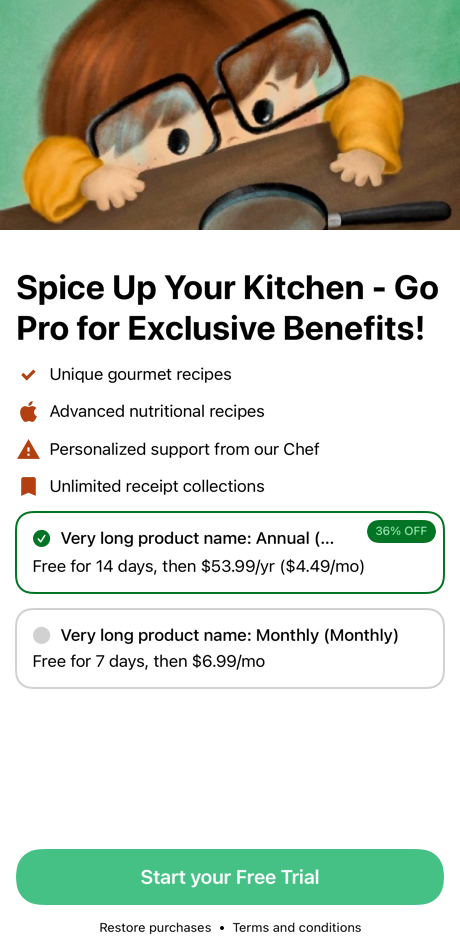 Spice Up Your Kitchen - Go
Pro for Exclusive Benefits!
Unique gourmet recipes
Advanced nutritional recipes
Personalized support from our Chef
Unlimited receipt collections
Very long product name: Annual (...
36% OFF
Free for 14 days, then $53.99/yr ($4.49/mo)
Very long product name: Monthly (Monthly)
Free for 7 days, then $6.99/mo
Start your Free Trial
Restore purchases • Terms and conditions